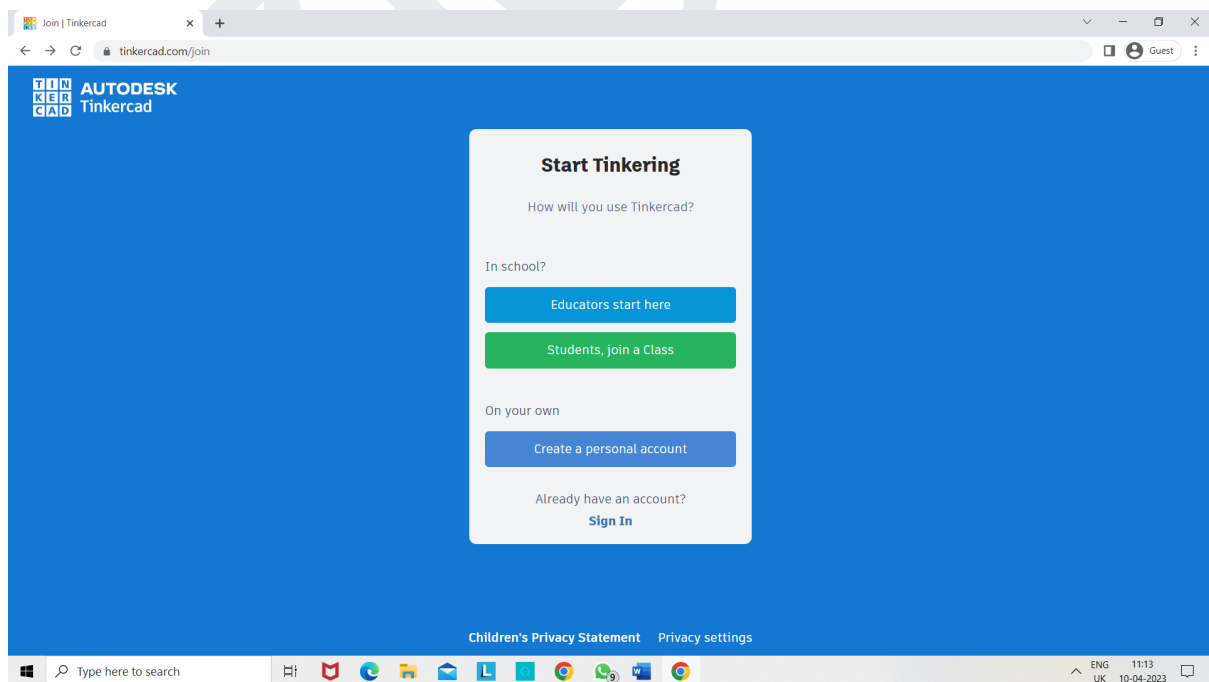 Join | Tinkercad
tinkercad.com/join
Guest
TIN
KER
CAD
AUTODESK
Tinkercad
Start Tinkering
How will you use Tinkercad?
In school?
Educators start here
Students, join a Class
On your own
Create a personal account
Already have an account?
Sign In
Children's Privacy Statement Privacy settings
Type here to search
L
9
W
ENG 11:13
UK 10-04-2023